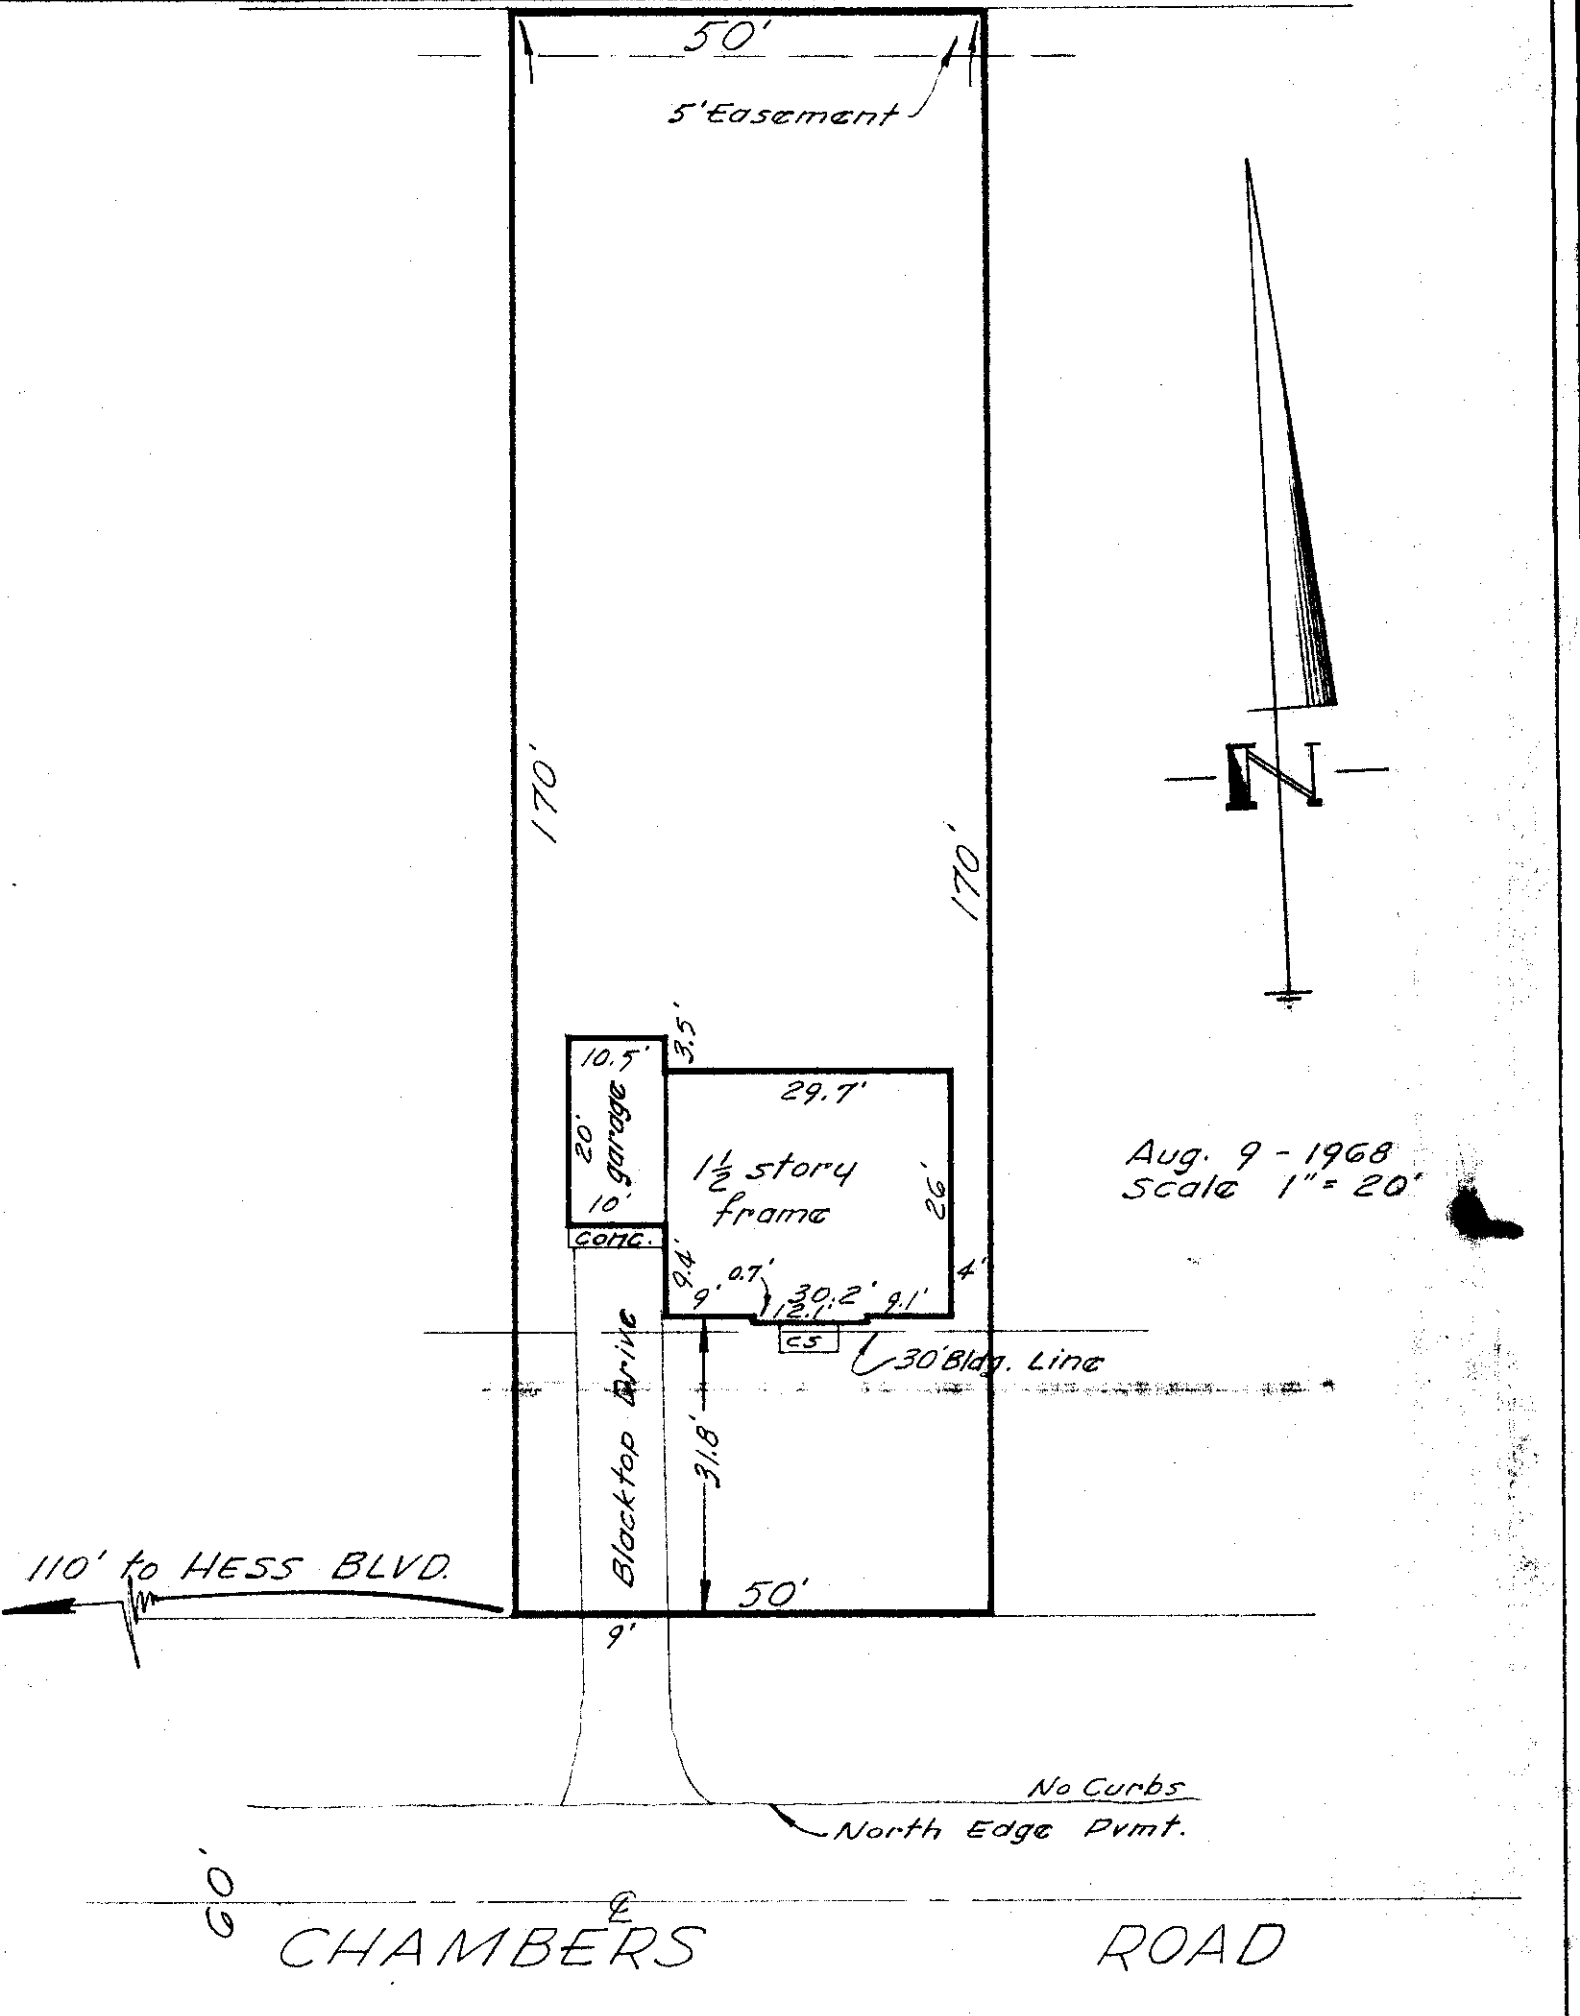 50'
5' Easement
N
170'
170'
3.5'
10.5'
29.7'
20'
garage
1½ story
frame
26'
10'
conc.
9.4'
4'
0.7'
9'
30.2'
9.1'
12.1'
cs
30' Bldg. Line
Aug. 9 - 1968
Scale 1" = 20'
Blacktop Drive
31.8'
110' to HESS BLVD.
50'
9'
No Curbs
North Edge Pvmt.
60'
℄
CHAMBERS ROAD